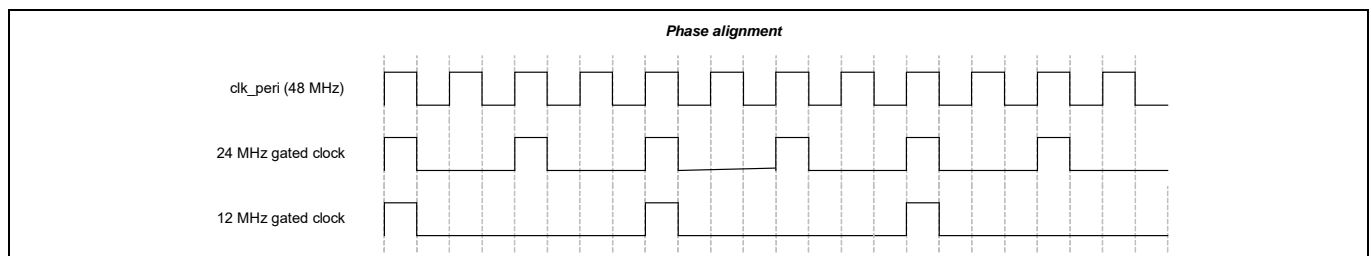 Phase alignment
clk_peri (48 MHz)
24 MHz gated clock
12 MHz gated clock